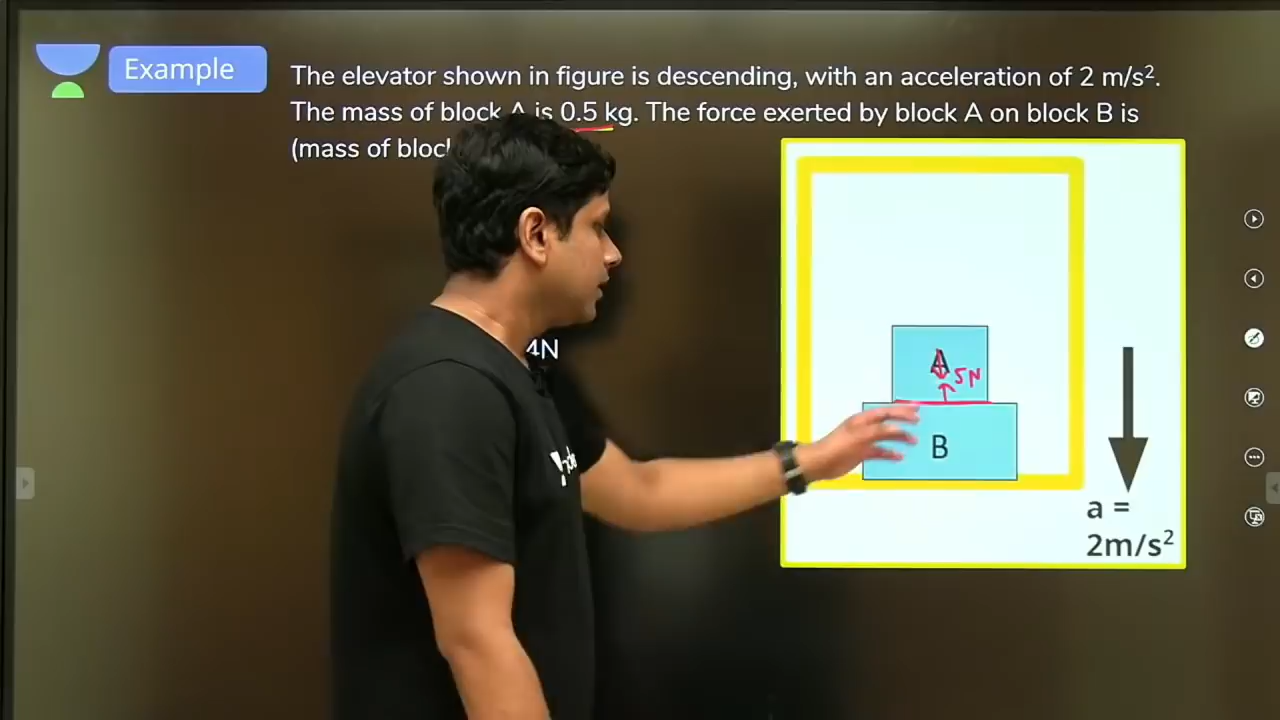 Example
The elevator shown in figure is descending, with an acceleration of 2 m/s².
The mass of block A is 0.5 kg. The force exerted by block A on block B is
(mass of
4N
A
5N
B
a =
2m/s²